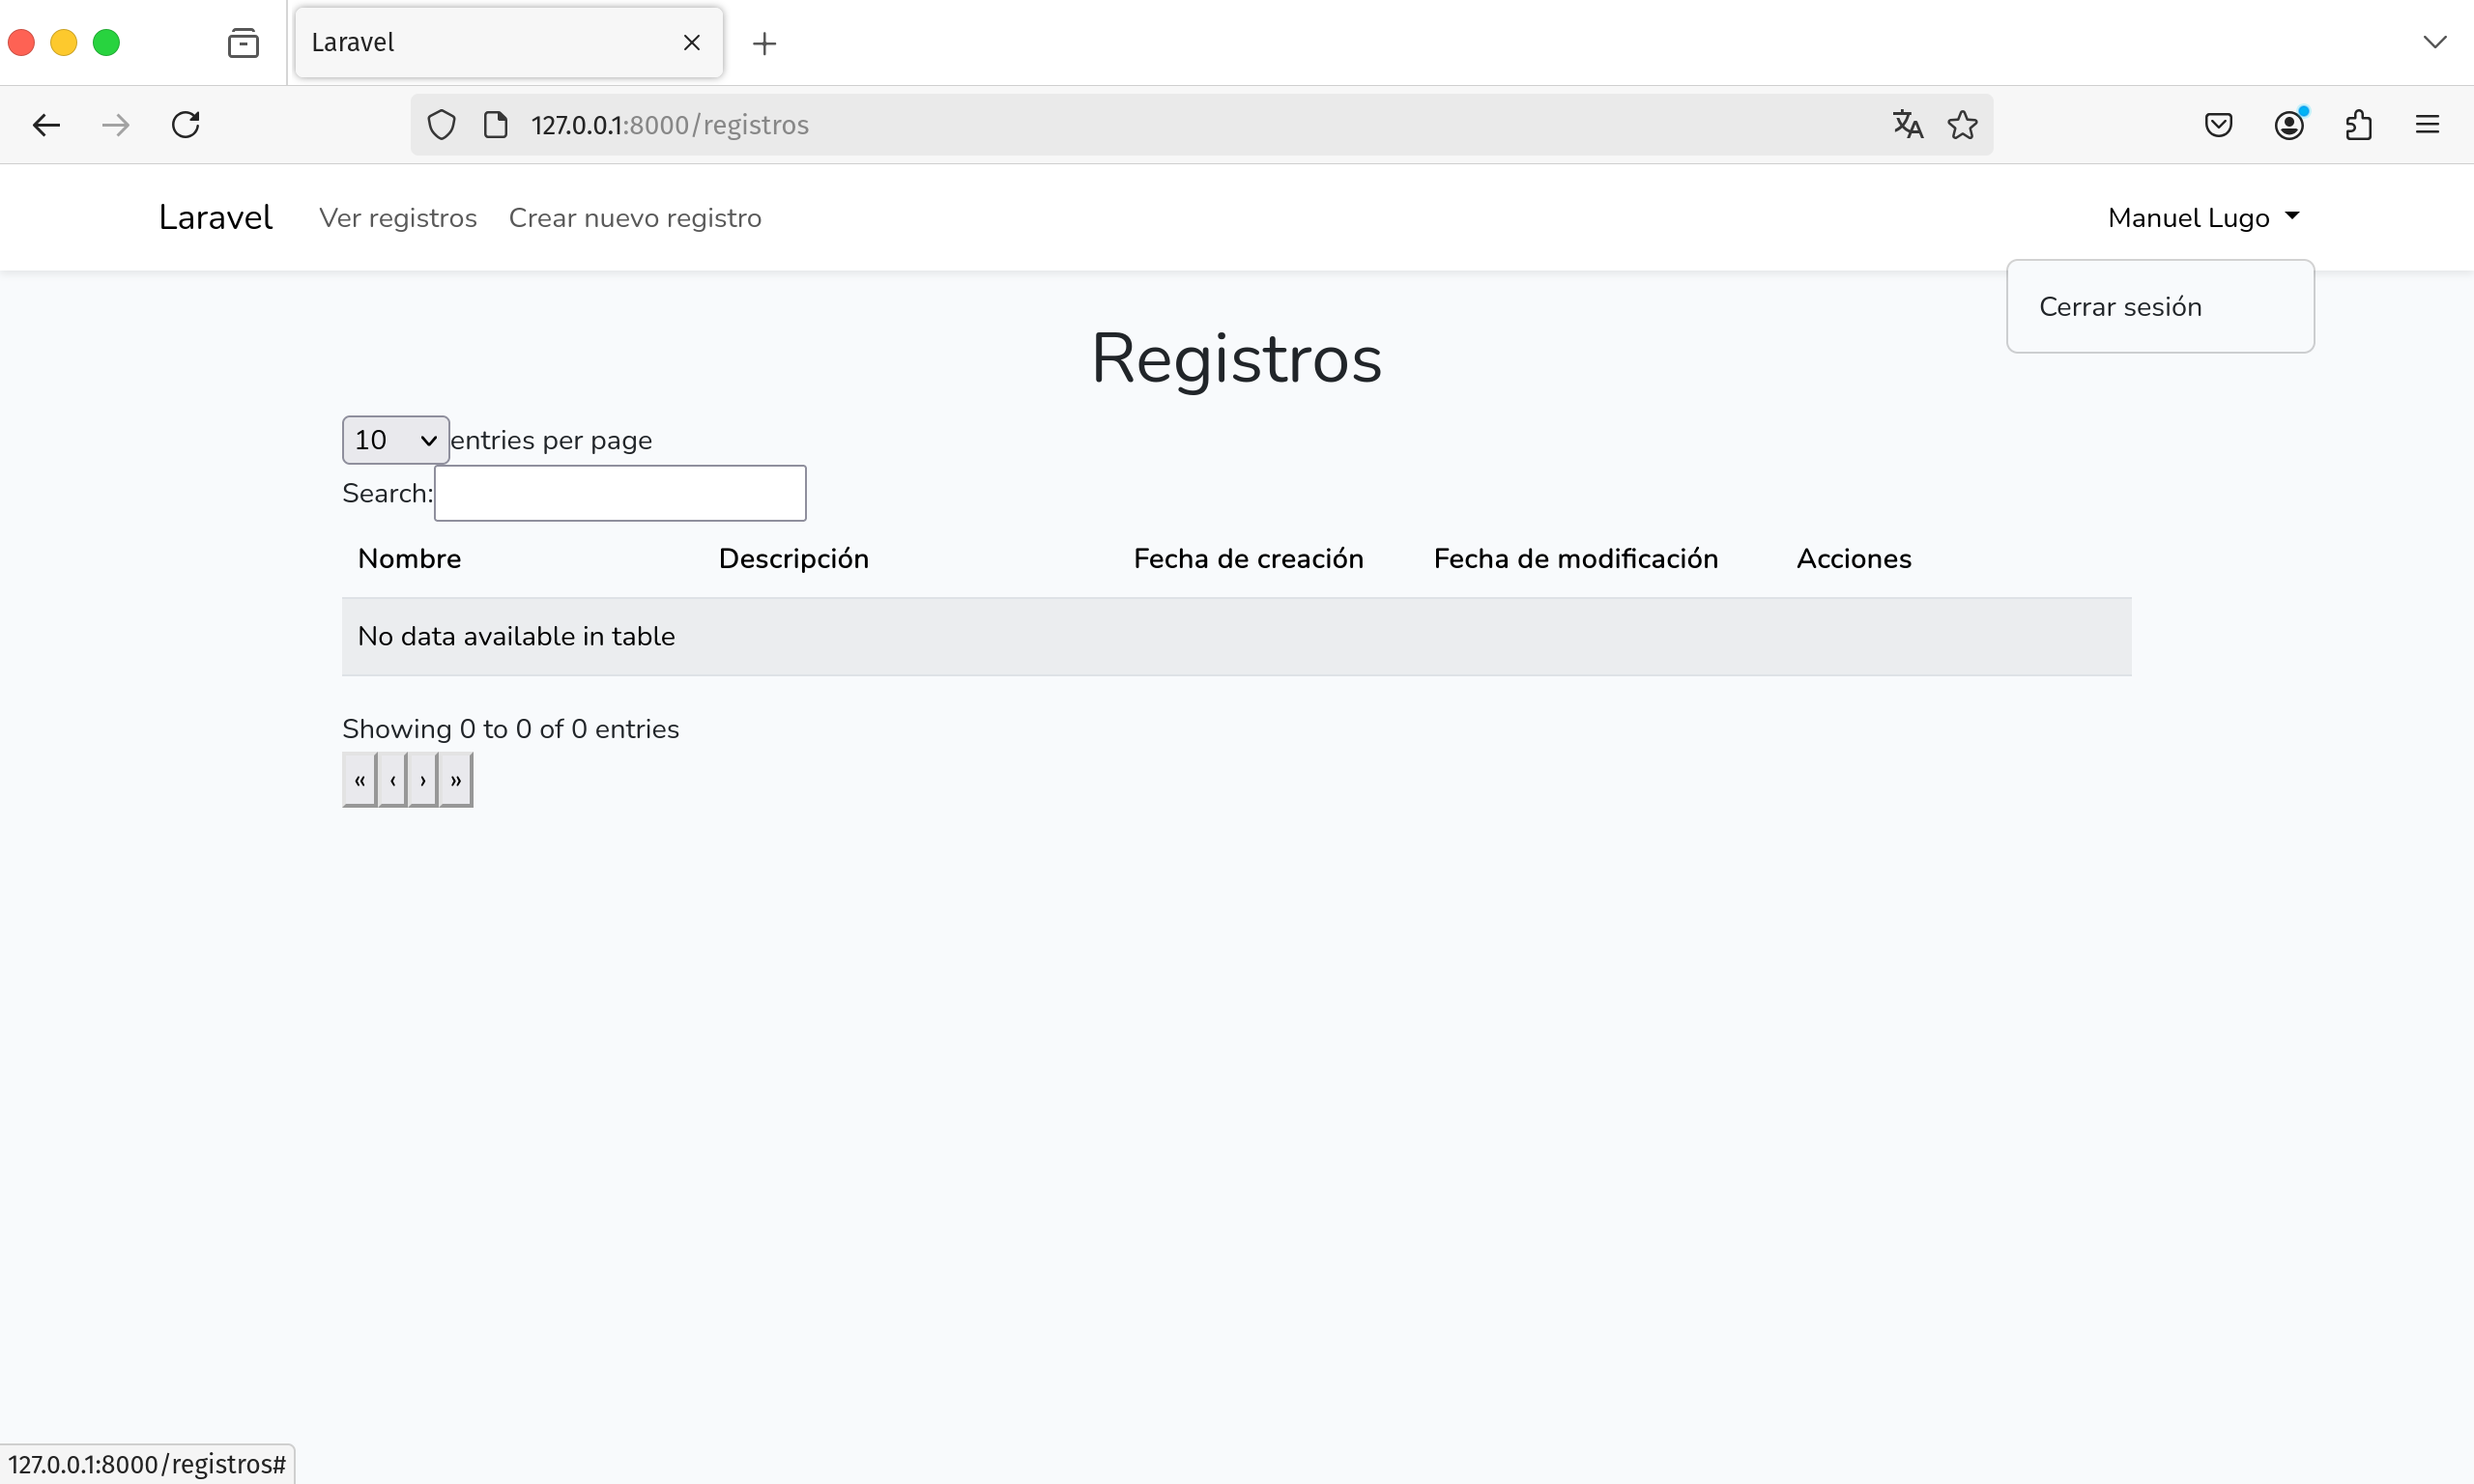 Laravel
127.0.0.1:8000/registros
Laravel Ver registros Crear nuevo registro Manuel Lugo
Cerrar sesión
Registros
10 entries per page
Search:
Nombre Descripción Fecha de creación Fecha de modificación Acciones
No data available in table
Showing 0 to 0 of 0 entries
« ‹ › »
127.0.0.1:8000/registros#